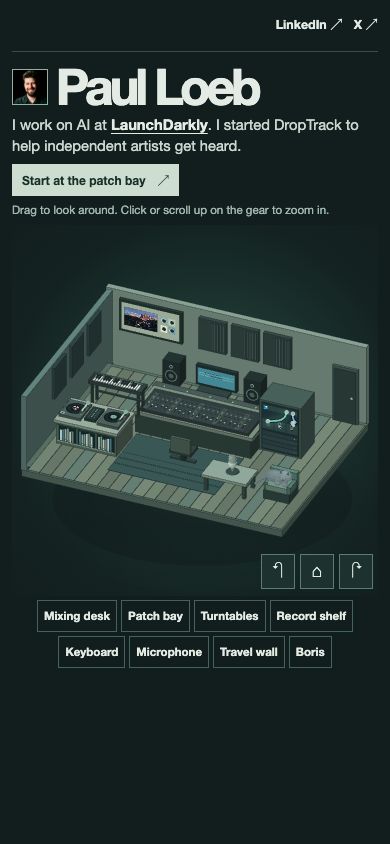 LinkedIn ↗ X ↗
Paul Loeb
I work on AI at LaunchDarkly. I started DropTrack to
help independent artists get heard.
Start at the patch bay ↗
Drag to look around. Click or scroll up on the gear to zoom in.
Mixing desk Patch bay Turntables Record shelf
Keyboard Microphone Travel wall Boris